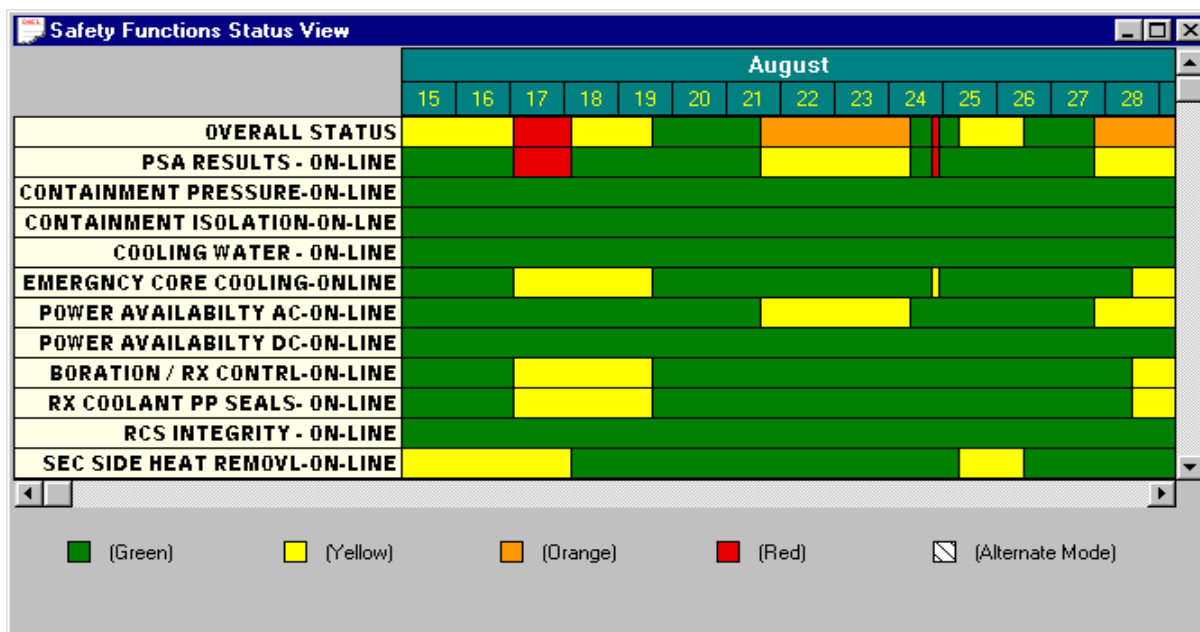 Safety Functions Status View
August
15 16 17 18 19 20 21 22 23 24 25 26 27 28
OVERALL STATUS
PSA RESULTS - ON-LINE
CONTAINMENT PRESSURE-ON-LINE
CONTAINMENT ISOLATION-ON-LNE
COOLING WATER - ON-LINE
EMERGNCY CORE COOLING-ONLINE
POWER AVAILABILTY AC-ON-LINE
POWER AVAILABILTY DC-ON-LINE
BORATION / RX CONTRL-ON-LINE
RX COOLANT PP SEALS- ON-LINE
RCS INTEGRITY - ON-LINE
SEC SIDE HEAT REMOVL-ON-LINE
(Green) (Yellow) (Orange) (Red) (Alternate Mode)